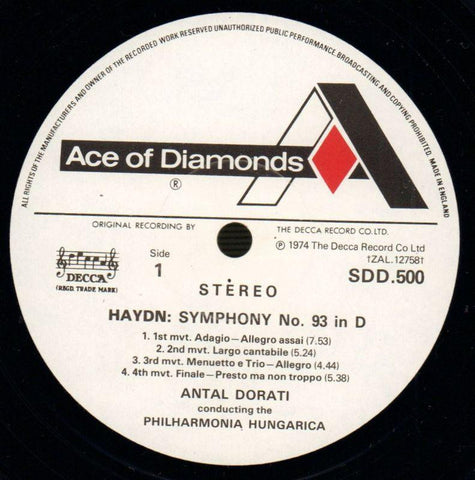 ALL RIGHTS OF THE MANUFACTURERS AND OWNER OF THE RECORDED WORK RESERVED UNAUTHORIZED PUBLIC PERFORMANCE BROADCASTING AND COPYING PROHIBITED. MADE IN ENGLAND
Ace of Diamonds
®
ORIGINAL RECORDING BY
THE DECCA RECORD CO. LTD.
℗ 1974 The Decca Record Co Ltd
†ZAL.12758†
SDD.500
DECCA
(REGD. TRADE MARK)
Side
1
STEREO
HAYDN: SYMPHONY No. 93 in D
1. 1st mvt. Adagio—Allegro assai (7.53)
2. 2nd mvt. Largo cantabile (5.24)
3. 3rd mvt. Menuetto e Trio—Allegro (4.44)
4. 4th mvt. Finale—Presto ma non troppo (5.38)
ANTAL DORATI
conducting the
PHILHARMONIA HUNGARICA